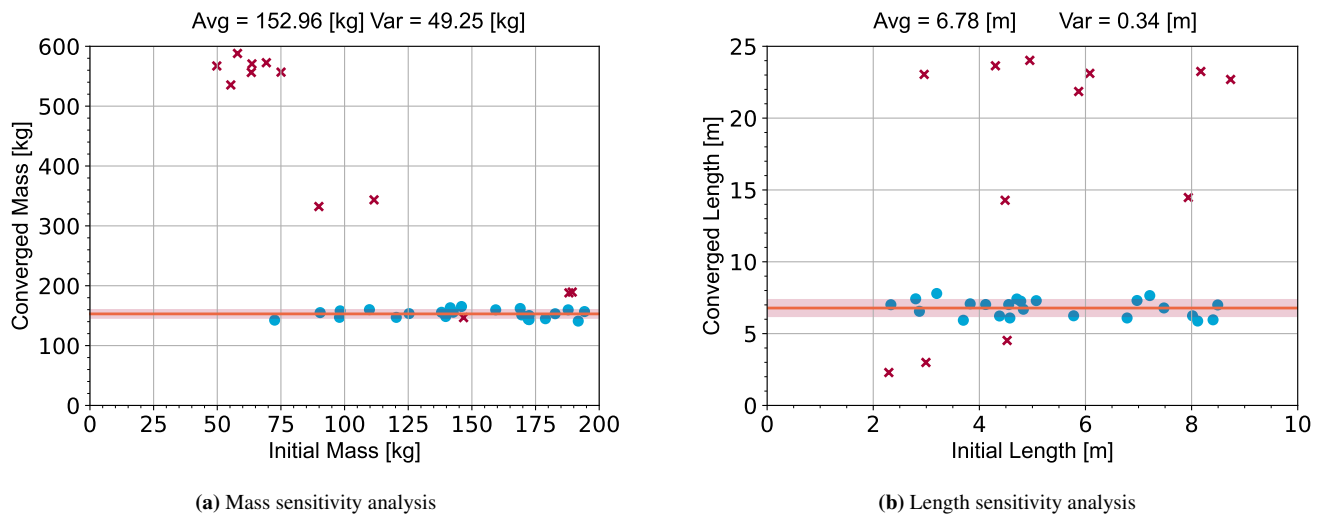 Avg = 152.96 [kg] Var = 49.25 [kg]
600
500
400
300
200
100
0
Converged Mass [kg]
0 25 50 75 100 125 150 175 200
Initial Mass [kg]
(a) Mass sensitivity analysis
Avg = 6.78 [m] Var = 0.34 [m]
25
20
15
10
5
0
Converged Length [m]
0 2 4 6 8 10
Initial Length [m]
(b) Length sensitivity analysis